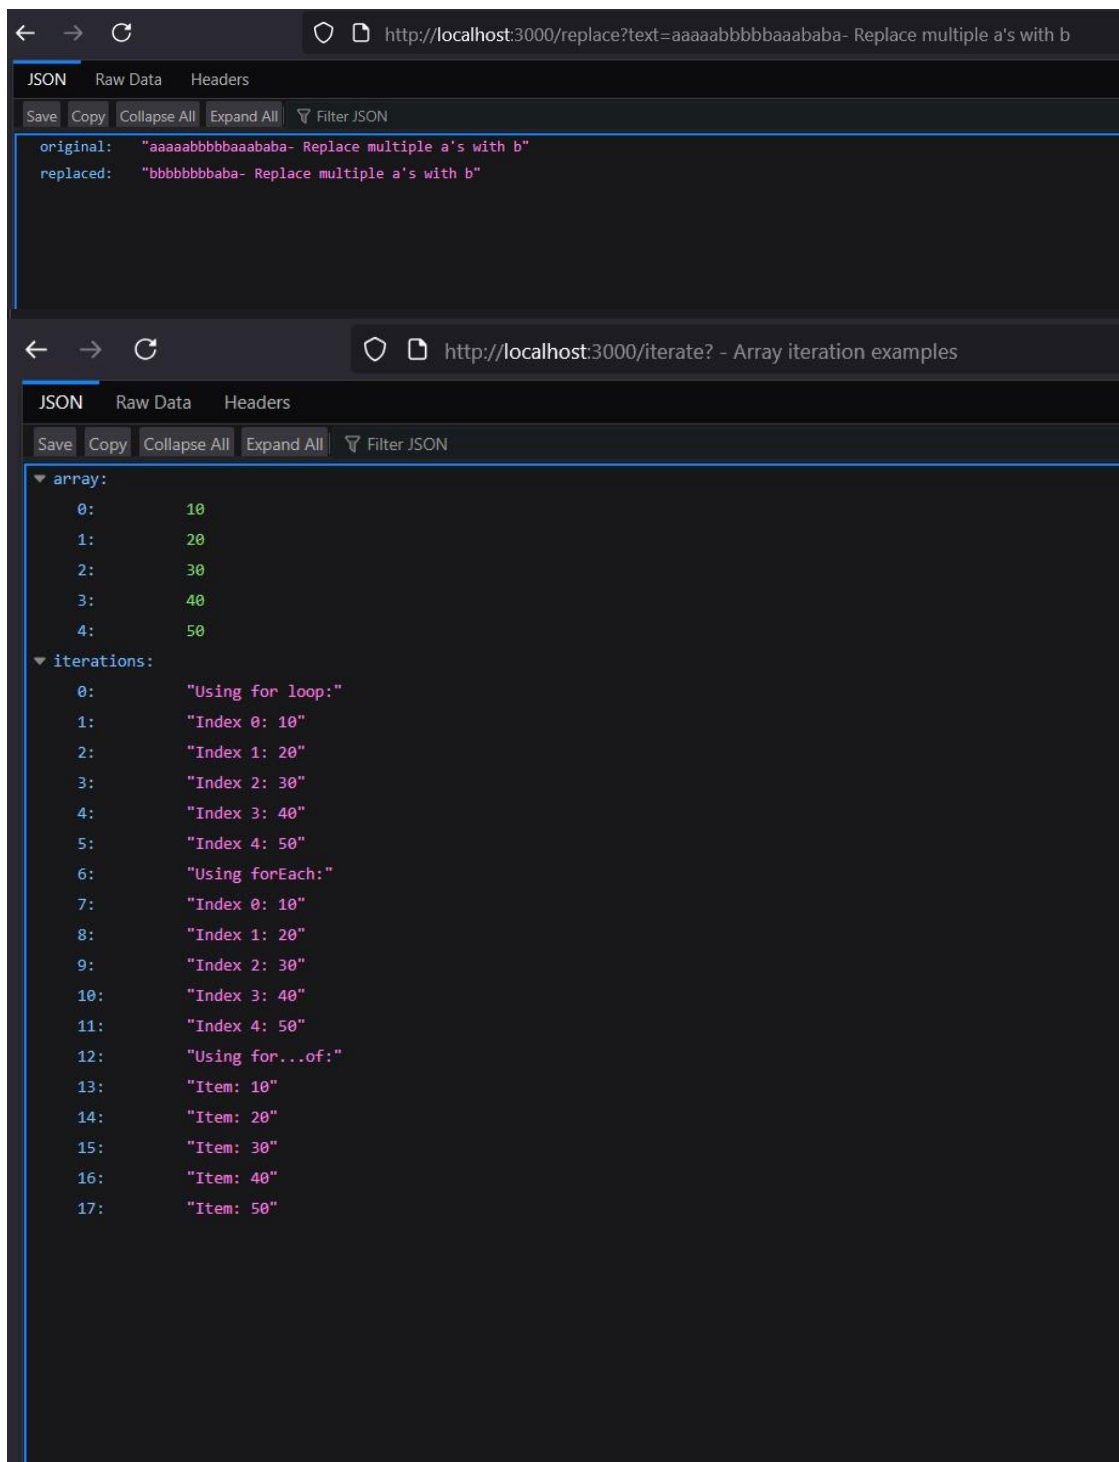 http://localhost:3000/replace?text=aaaaabbbbbaaababa- Replace multiple a's with b
JSON Raw Data Headers
Save Copy Collapse All Expand All Filter JSON
original: "aaaaabbbbbaaababa- Replace multiple a's with b"
replaced: "bbbbbbbbaba- Replace multiple a's with b"
http://localhost:3000/iterate? - Array iteration examples
JSON Raw Data Headers
Save Copy Collapse All Expand All Filter JSON
array:
0: 10
1: 20
2: 30
3: 40
4: 50
iterations:
0: "Using for loop:"
1: "Index 0: 10"
2: "Index 1: 20"
3: "Index 2: 30"
4: "Index 3: 40"
5: "Index 4: 50"
6: "Using forEach:"
7: "Index 0: 10"
8: "Index 1: 20"
9: "Index 2: 30"
10: "Index 3: 40"
11: "Index 4: 50"
12: "Using for...of:"
13: "Item: 10"
14: "Item: 20"
15: "Item: 30"
16: "Item: 40"
17: "Item: 50"